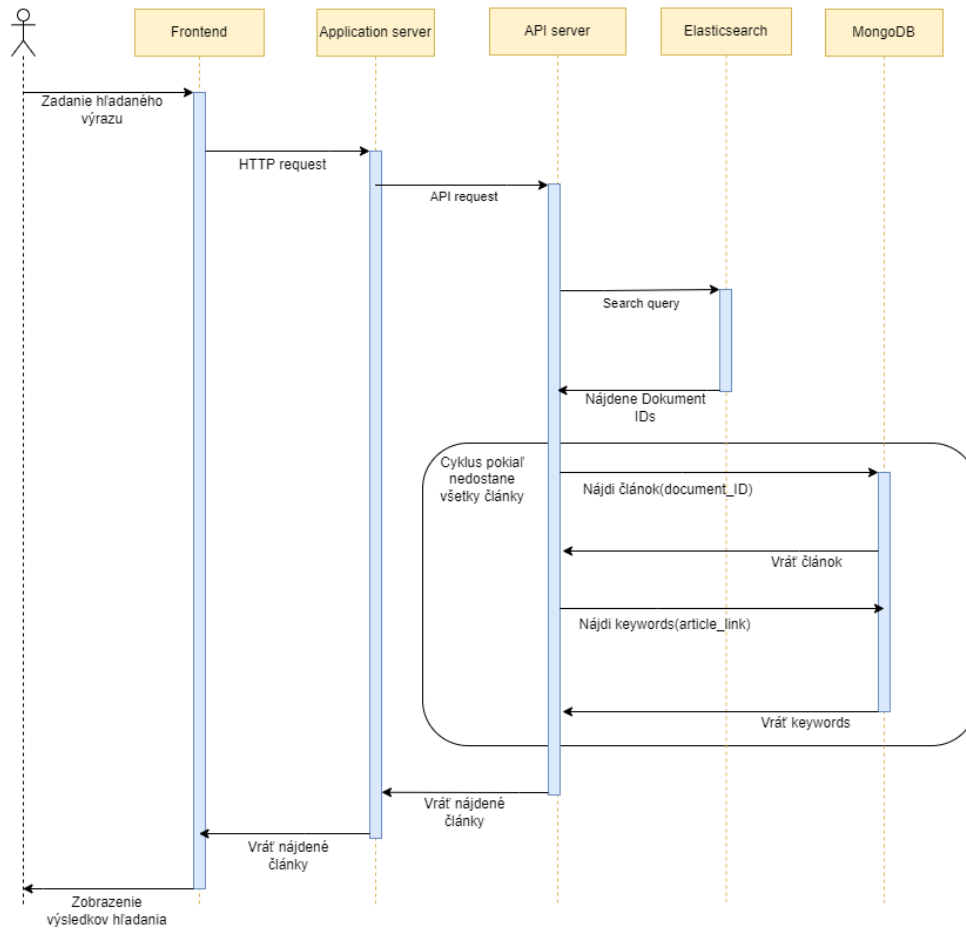 Frontend
Application server
API server
Elasticsearch
MongoDB
Zadanie hľadaného
výrazu
HTTP request
API request
Search query
Nájdene Dokument
IDs
Cyklus pokiaľ
nedostane
všetky články
Nájdi článok(document_ID)
Vráť článok
Nájdi keywords(article_link)
Vráť keywords
Vráť nájdené
články
Vráť nájdené
články
Zobrazenie
výsledkov hľadania